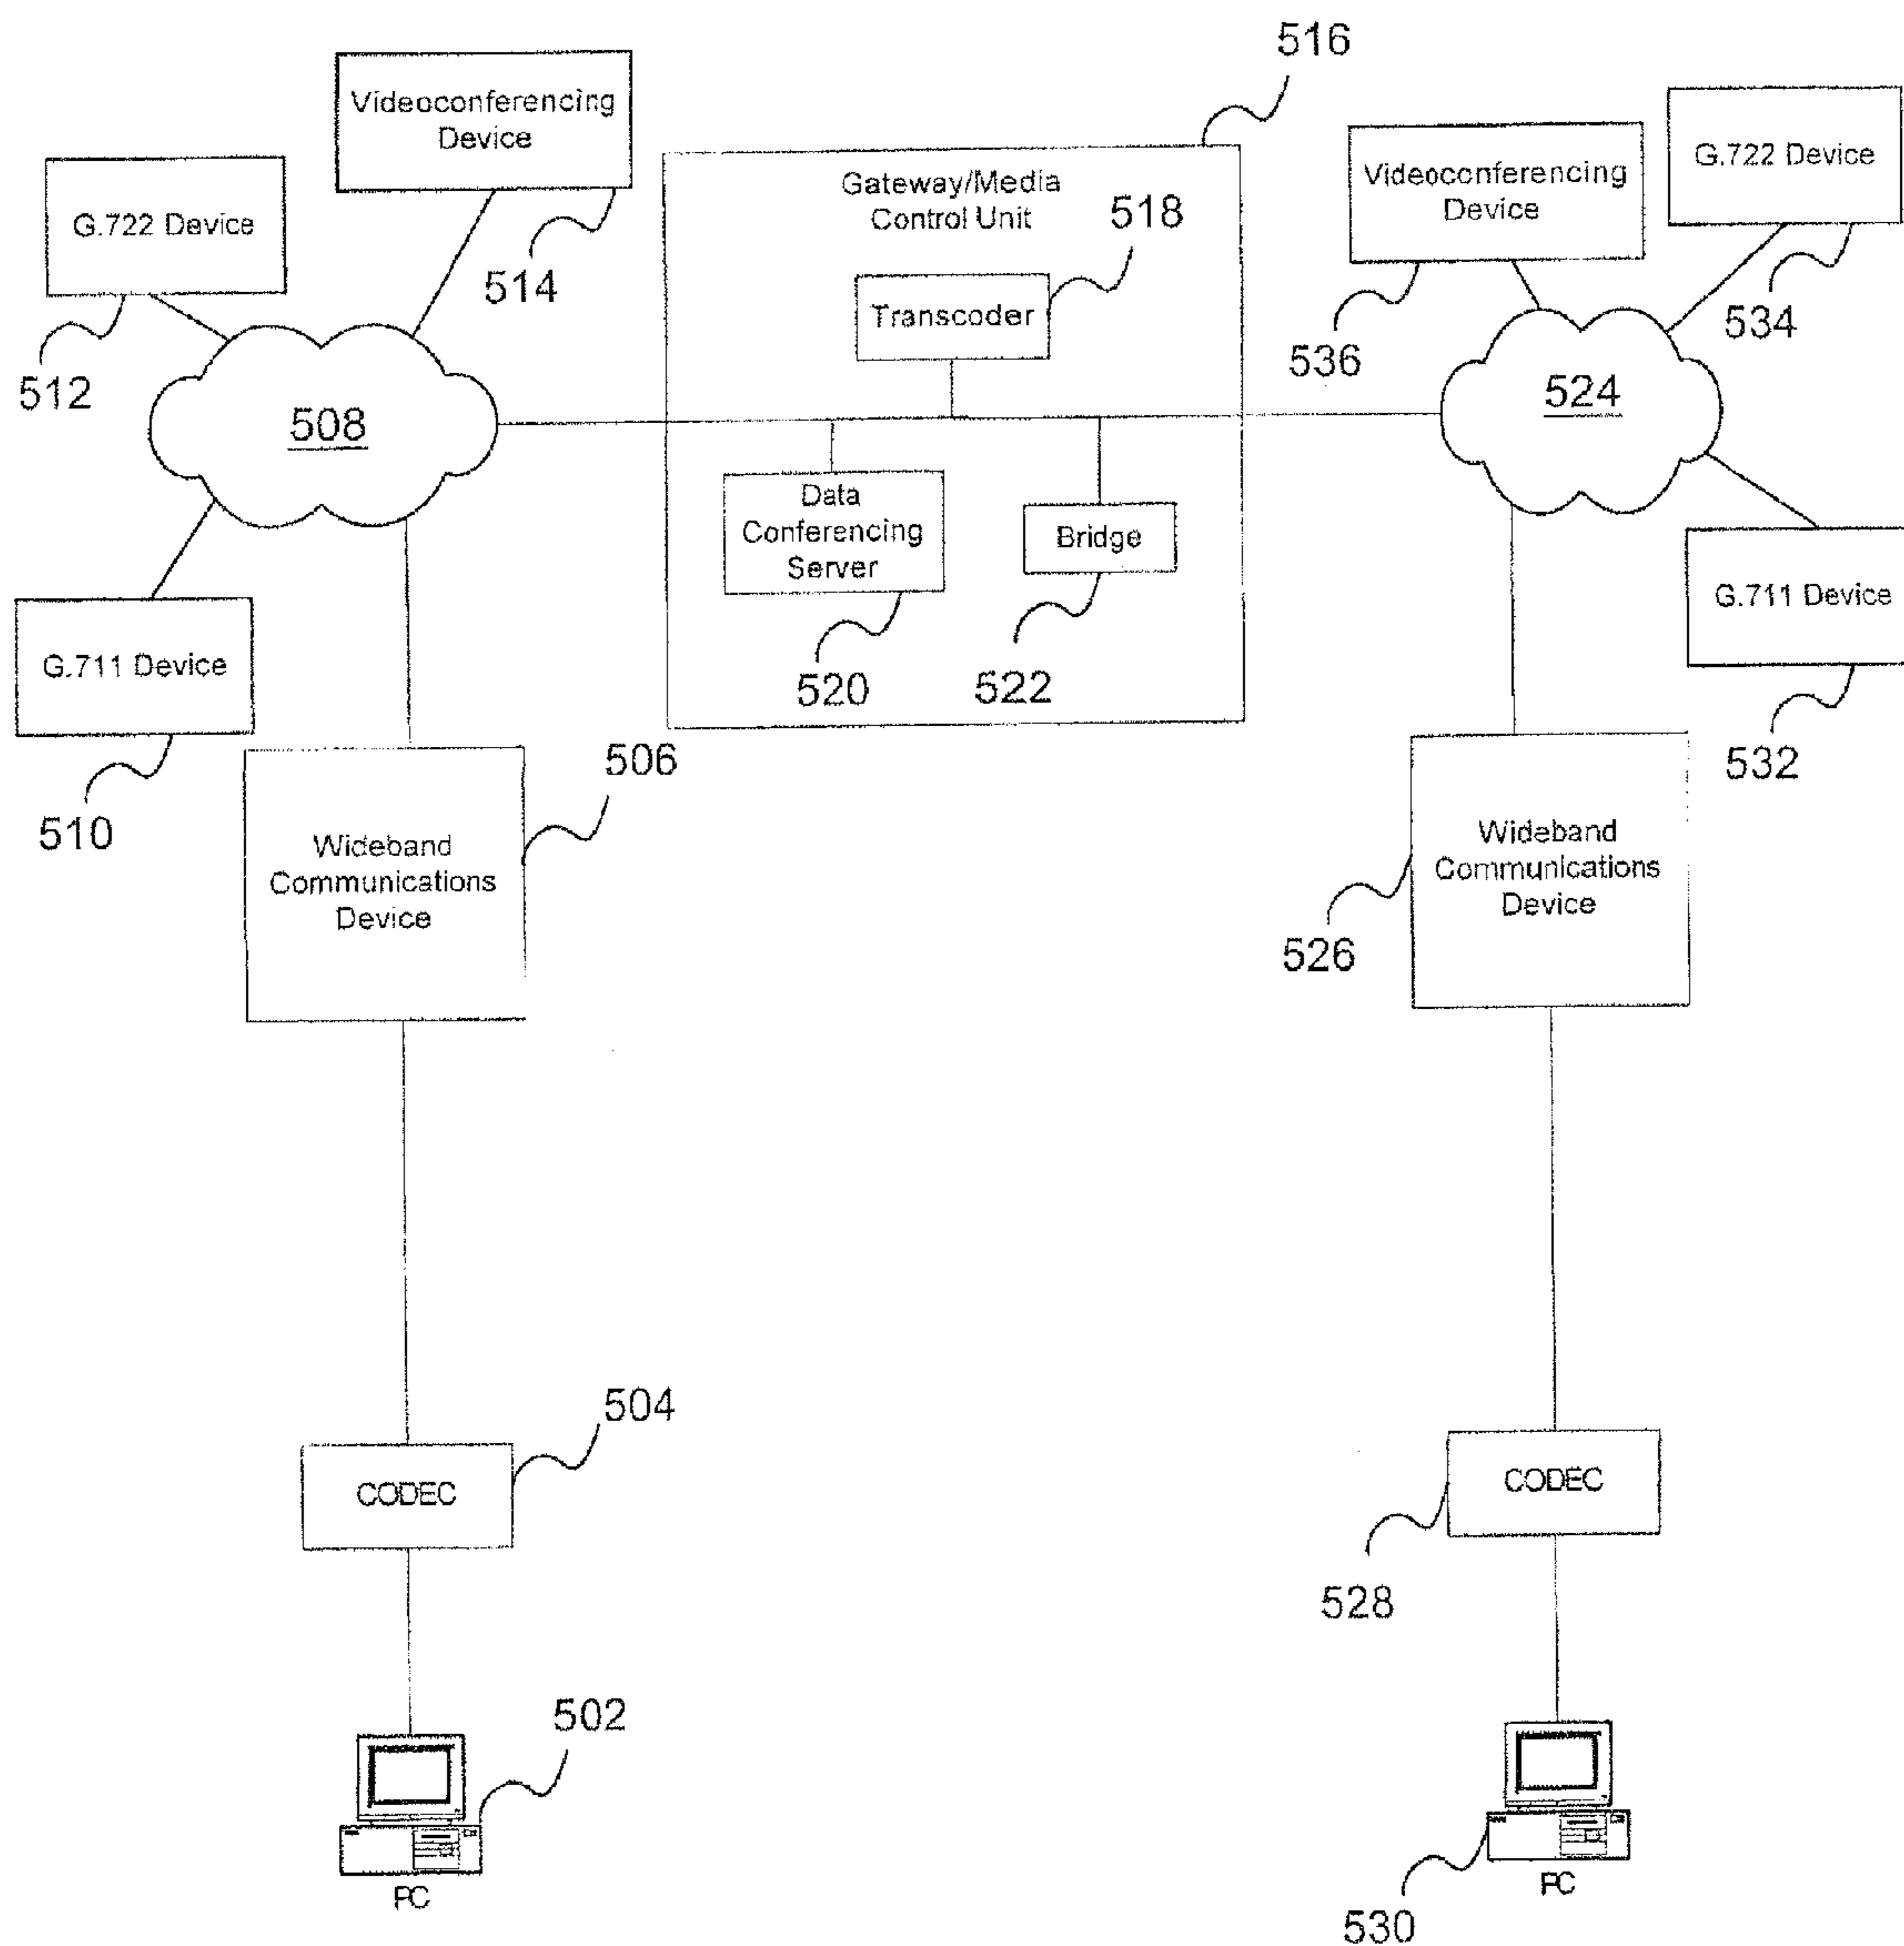 516
Videoconferencing
Device
G.722 Device
Videoconferencing
Device
G.722 Device
Gateway/Media
Control Unit
518
514
Transcoder
536
534
512
508
524
Data
Conferencing
Server
Bridge
G.711 Device
G.711 Device
520
522
506
532
510
Wideband
Communications
Device
Wideband
Communications
Device
526
504
CODEC
CODEC
528
502
PC
PC
530